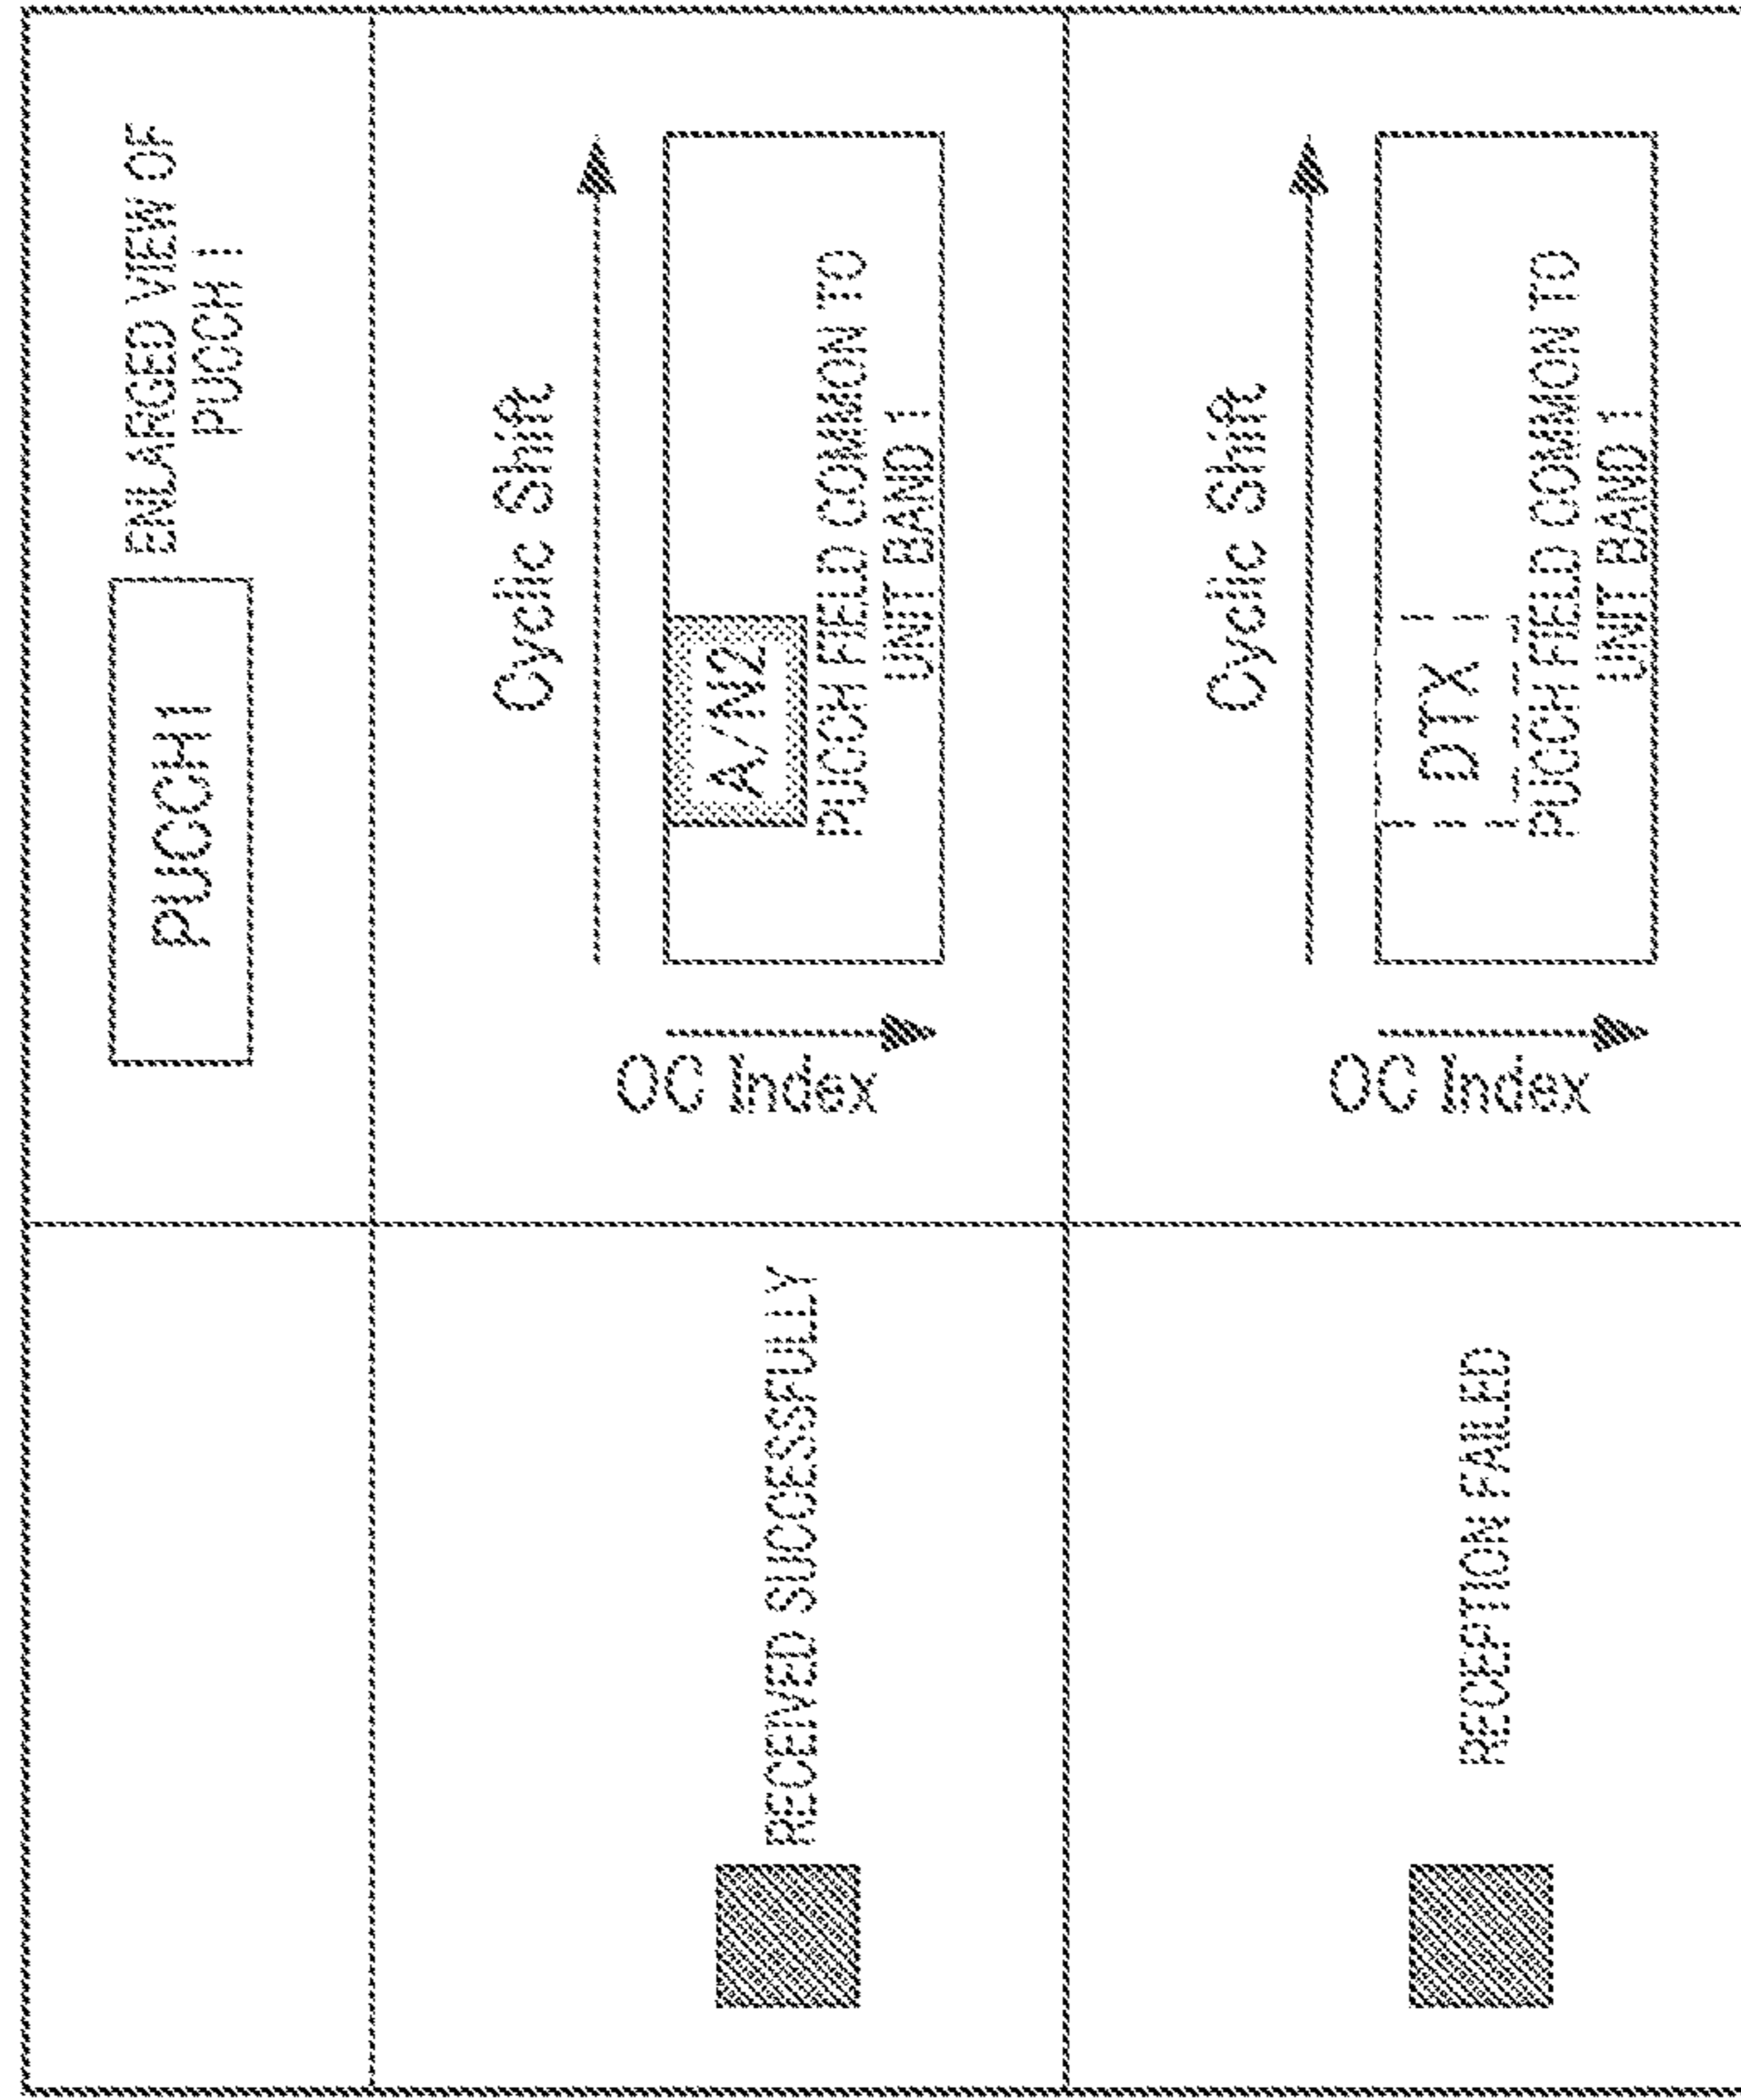 PUCCH1
ENLARGED VIEW OF
PUCCH 1
RECEIVED SUCCESSFULLY
Cyclic Shift
OC Index
A/N2
PUCCH FIELD COMMON TO
UNIT BAND 1
RECEPTION FAILED
Cyclic Shift
OC Index
DTX
PUCCH FIELD COMMON TO
UNIT BAND 1